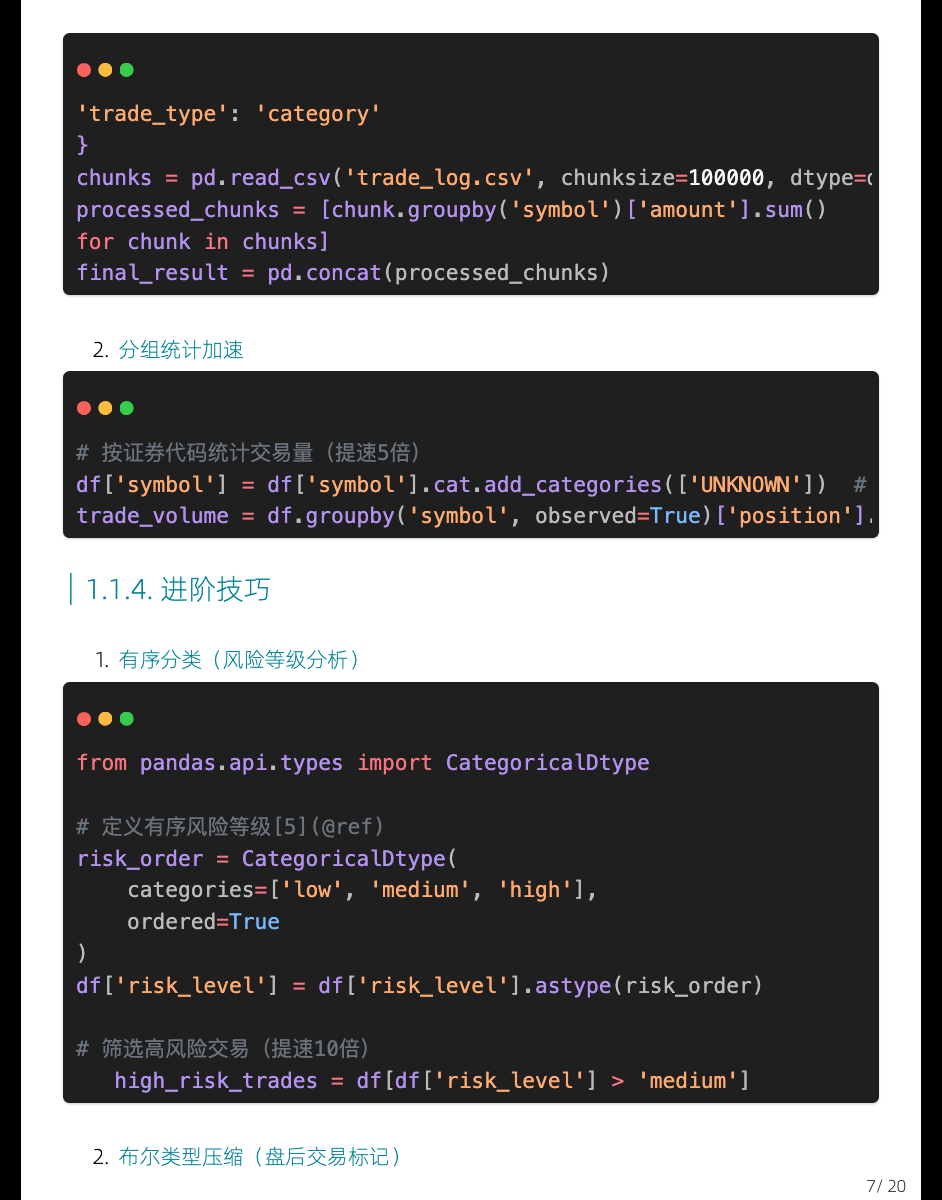 'trade_type': 'category'
}
chunks = pd.read_csv('trade_log.csv', chunksize=100000, dtype=
processed_chunks = [chunk.groupby('symbol')['amount'].sum()
for chunk in chunks]
final_result = pd.concat(processed_chunks)
2. 分组统计加速
# 按证券代码统计交易量（提速5倍）
df['symbol'] = df['symbol'].cat.add_categories(['UNKNOWN'])  #
trade_volume = df.groupby('symbol', observed=True)['position'].
1.1.4. 进阶技巧
1. 有序分类（风险等级分析）
from pandas.api.types import CategoricalDtype
# 定义有序风险等级[5](@ref)
risk_order = CategoricalDtype(
    categories=['low', 'medium', 'high'],
    ordered=True
)
df['risk_level'] = df['risk_level'].astype(risk_order)
# 筛选高风险交易（提速10倍）
   high_risk_trades = df[df['risk_level'] > 'medium']
2. 布尔类型压缩（盘后交易标记）
7/ 20